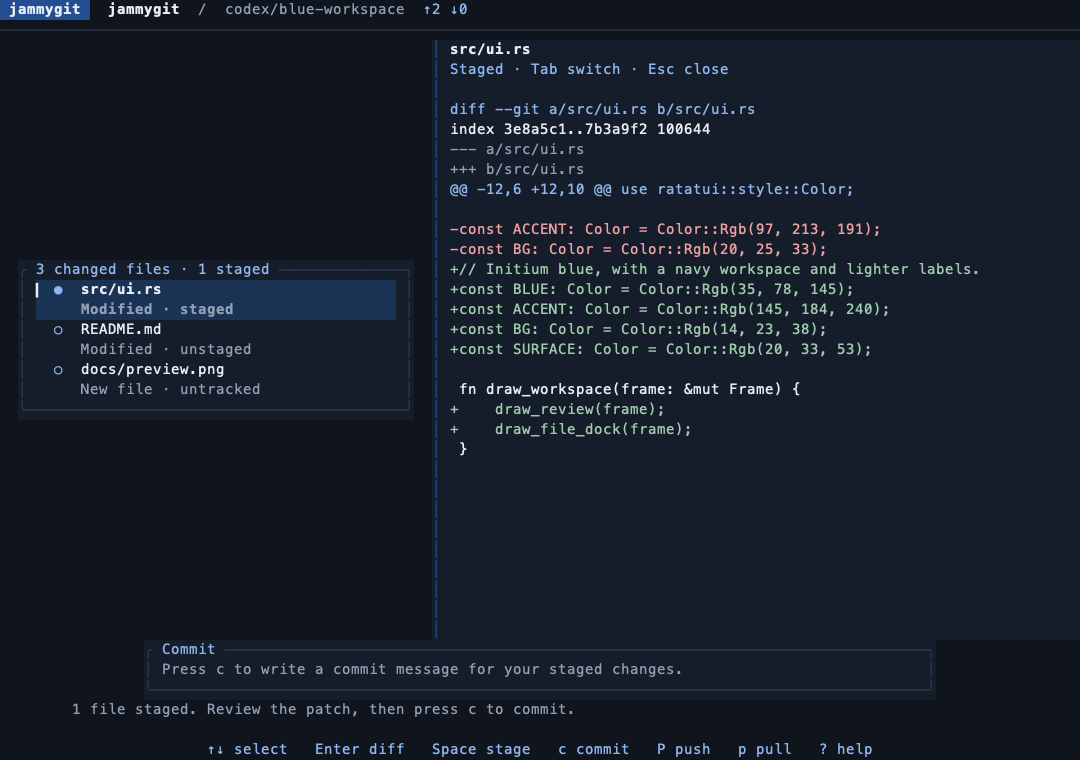 jammygit jammygit / codex/blue-workspace ↑2 ↓0
3 changed files · 1 staged
● src/ui.rs
Modified · staged
○ README.md
Modified · unstaged
○ docs/preview.png
New file · untracked
src/ui.rs
Staged · Tab switch · Esc close
diff --git a/src/ui.rs b/src/ui.rs
index 3e8a5c1..7b3a9f2 100644
--- a/src/ui.rs
+++ b/src/ui.rs
@@ -12,6 +12,10 @@ use ratatui::style::Color;
-const ACCENT: Color = Color::Rgb(97, 213, 191);
-const BG: Color = Color::Rgb(20, 25, 33);
+// Initium blue, with a navy workspace and lighter labels.
+const BLUE: Color = Color::Rgb(35, 78, 145);
+const ACCENT: Color = Color::Rgb(145, 184, 240);
+const BG: Color = Color::Rgb(14, 23, 38);
+const SURFACE: Color = Color::Rgb(20, 33, 53);
 fn draw_workspace(frame: &mut Frame) {
+    draw_review(frame);
+    draw_file_dock(frame);
 }
Commit
Press c to write a commit message for your staged changes.
1 file staged. Review the patch, then press c to commit.
↑↓ select Enter diff Space stage c commit P push p pull ? help